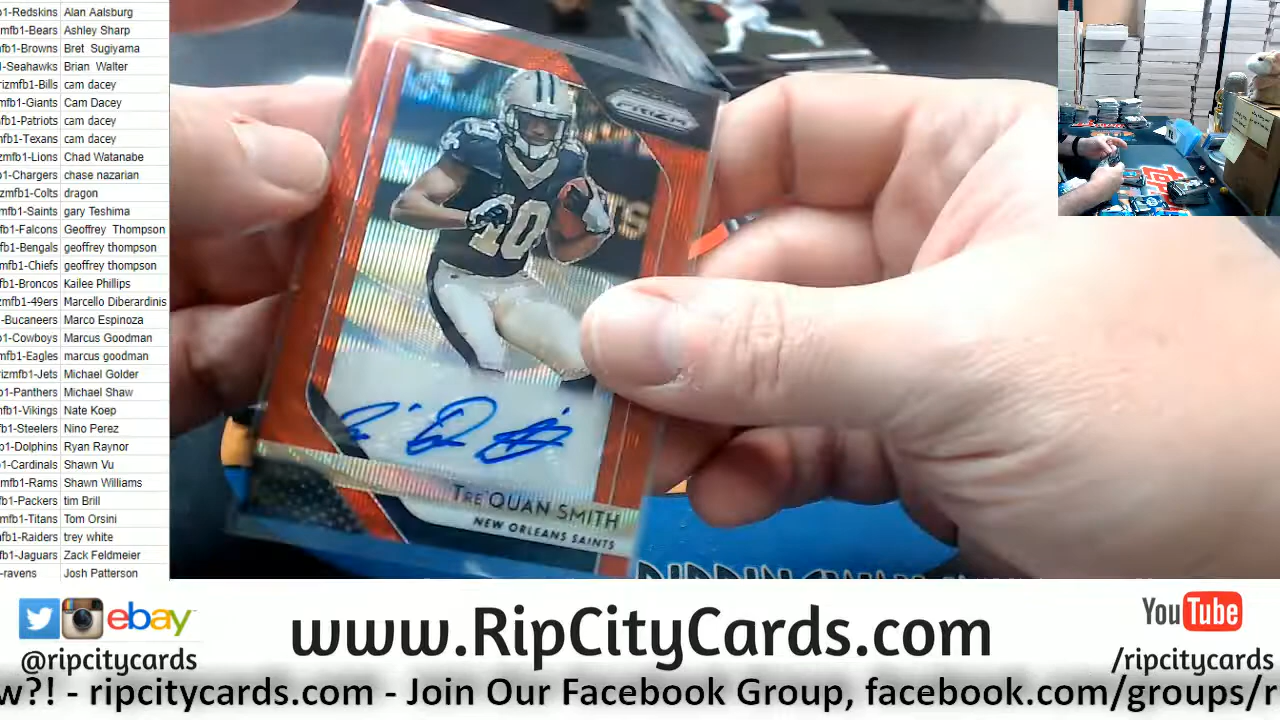 b1-Redskins Alan Aalsburg
mfb1-Bears Ashley Sharp
mfb1-Browns Bret Sugiyama
1-Seahawks Brian Walter
rizmfb1-Bills cam dacey
mfb1-Giants Cam Dacey
fb1-Patriots cam dacey
mfb1-Texans cam dacey
zmfb1-Lions Chad Watanabe
fb1-Chargers chase nazarian
zmfb1-Colts dragon
mfb1-Saints gary Teshima
fb1-Falcons Geoffrey Thompson
fb1-Bengals geoffrey thompson
mfb1-Chiefs geoffrey thompson
fb1-Broncos Kailee Phillips
zmfb1-49ers Marcello Diberardinis
-Bucaneers Marco Espinoza
b1-Cowboys Marcus Goodman
mfb1-Eagles marcus goodman
rizmfb1-Jets Michael Golder
b1-Panthers Michael Shaw
fb1-Vikings Nate Koep
b1-Steelers Nino Perez
b1-Dolphins Ryan Raynor
-Cardinals Shawn Vu
mfb1-Rams Shawn Williams
b1-Packers tim Brill
mfb1-Titans Tom Orsini
fb1-Raiders trey white
b1-Jaguars Zack Feldmeier
-ravens Josh Patterson
PRIZM
TS
10
10
TRE'QUAN SMITH
NEW ORLEANS SAINTS
ebay
@ripcitycards
www.RipCityCards.com
YouTube
/ripcitycards
w?! - ripcitycards.com - Join Our Facebook Group, facebook.com/groups/r